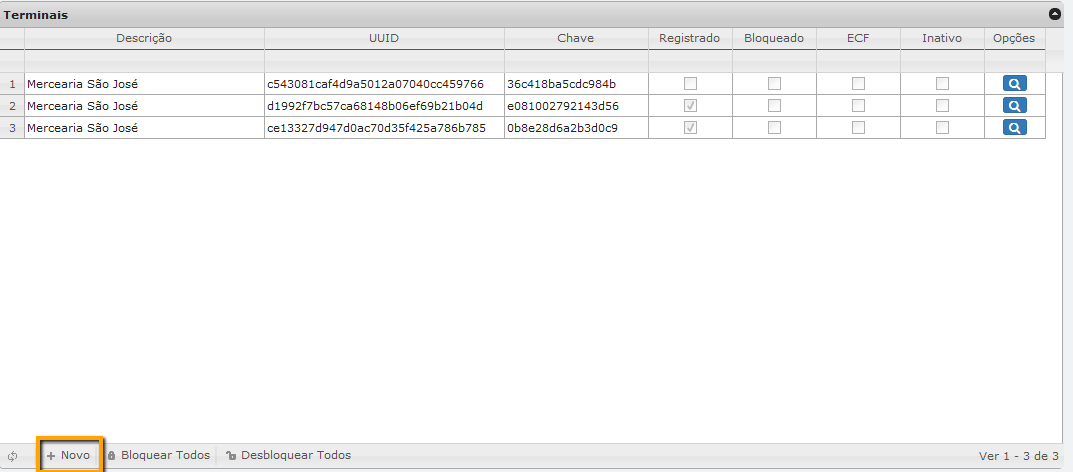 Terminais
Descrição UUID Chave Registrado Bloqueado ECF Inativo Opções
1 Mercearia São José c543081caf4d9a5012a07040cc459766 36c418ba5cdc984b
2 Mercearia São José d1992f7bc57ca68148b06ef69b21b04d e081002792143d56
3 Mercearia São José ce13327d947d0ac70d35f425a786b785 0b8e28d6a2b3d0c9
Novo Bloquear Todos Desbloquear Todos Ver 1 - 3 de 3